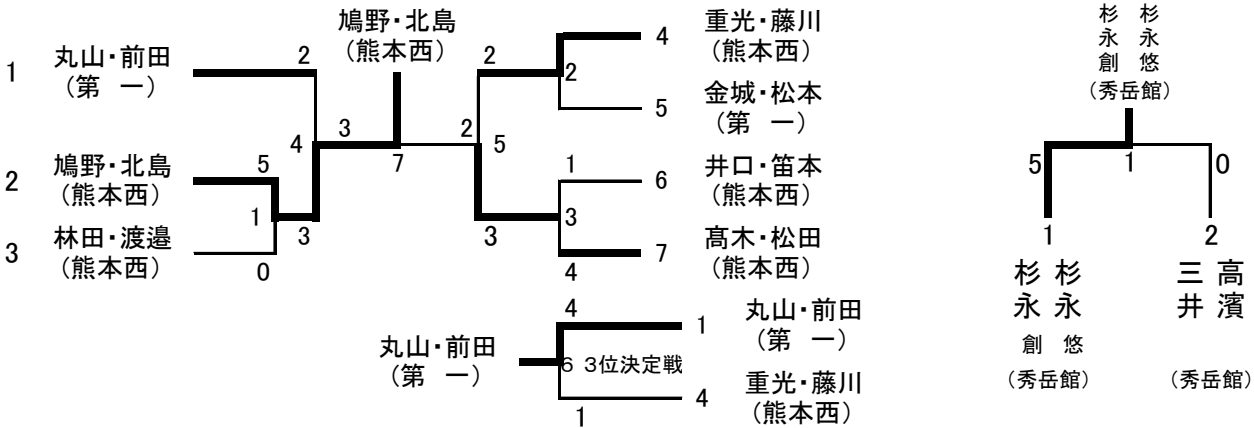 鳩野・北島
(熊本西)
1
丸山・前田
(第 一)
2
2
鳩野・北島
(熊本西)
5
3
林田・渡邉
(熊本西)
0
1
3
4
3
7
2
5
2
2
4
重光・藤川
(熊本西)
5
金城・松本
(第 一)
1
6
井口・笛本
(熊本西)
3
3
4
7
髙木・松田
(熊本西)
丸山・前田
(第 一)
4
6 3位決定戦
1
1
丸山・前田
(第 一)
4
重光・藤川
(熊本西)
杉永創
杉永悠
(秀岳館)
5
1
0
1
2
杉永創
杉永悠
(秀岳館)
三井
高濱
(秀岳館)